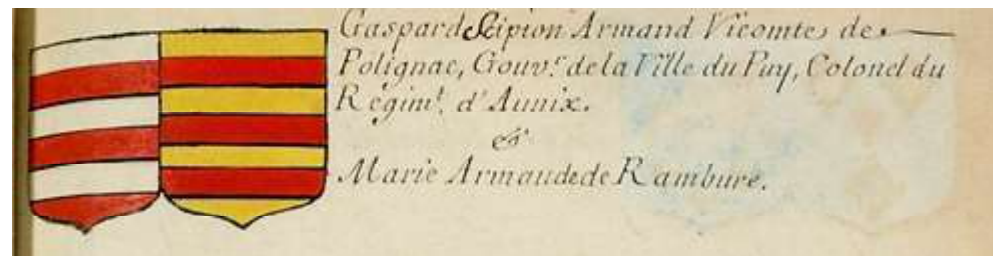 Gaspard Scipion Armand Vicomte de
Polignac, Gouv.r de la Ville du Puy, Colonel du
Régim.t d'Aunix.
&
Marie Armande de Rambure.